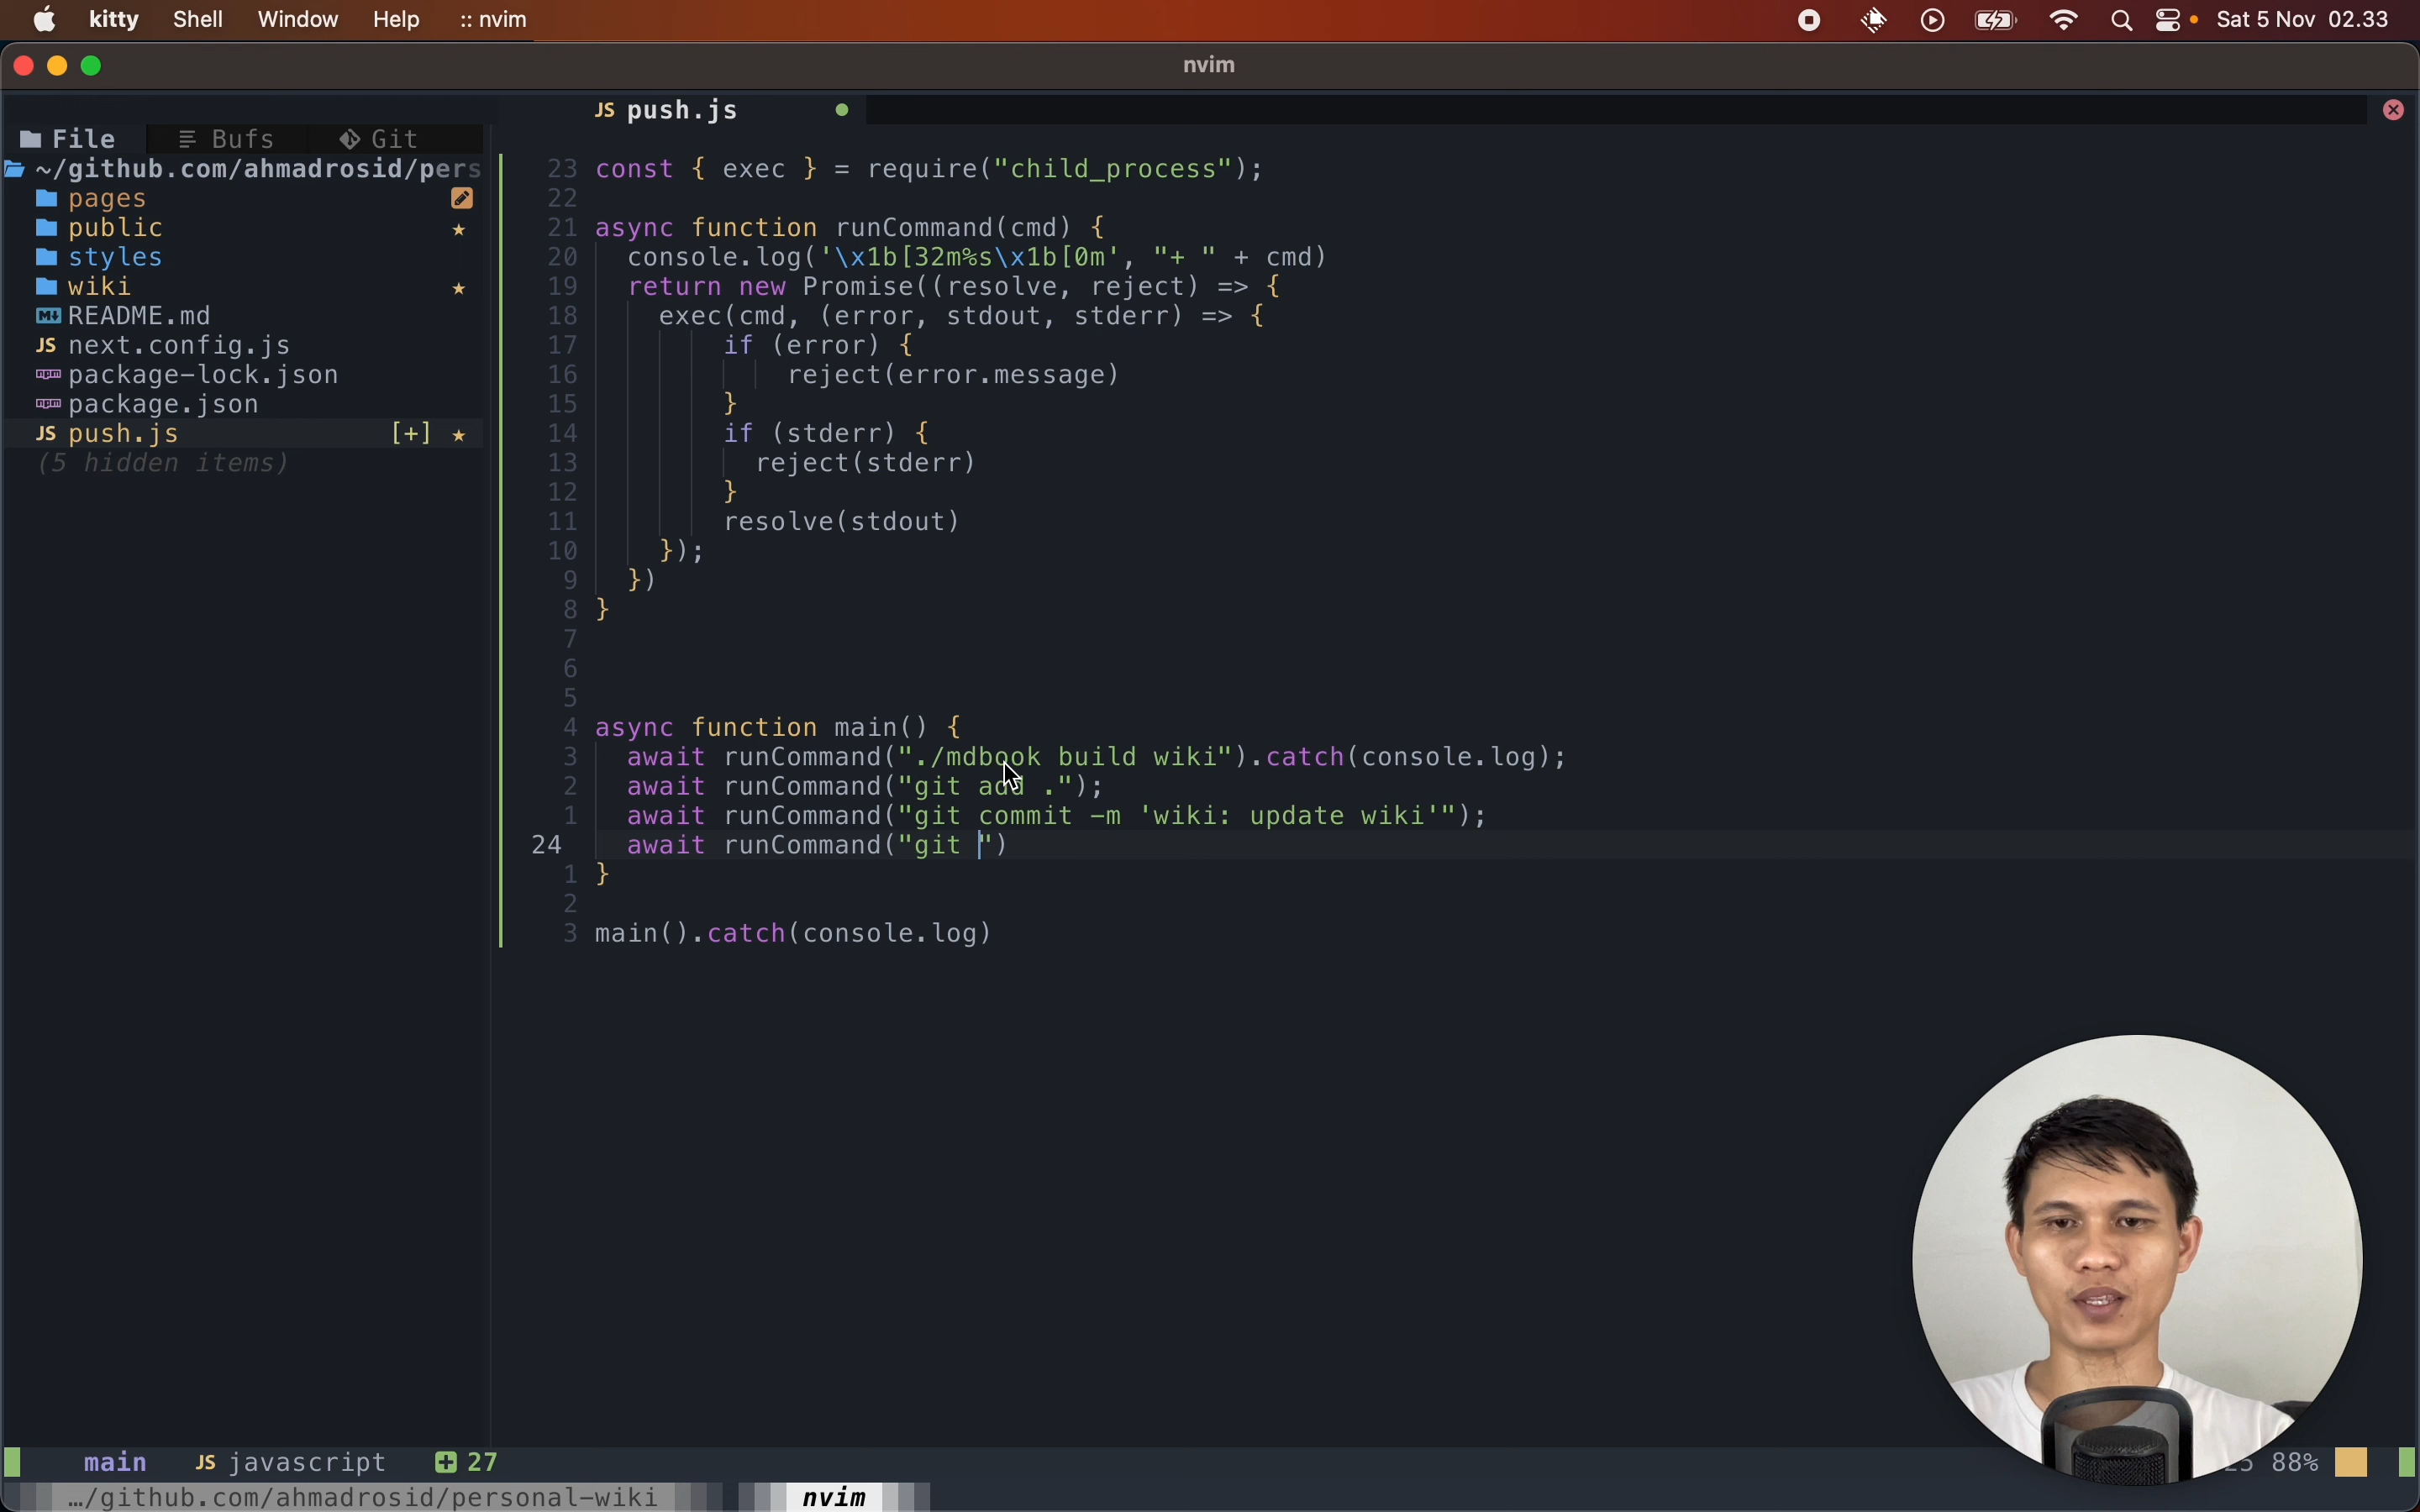 kitty Shell Window Help :: nvim Sat 5 Nov 02.33
nvim
JS push.js
File Bufs Git
~/github.com/ahmadrosid/pers
pages
public
styles
wiki
README.md
JS next.config.js
package-lock.json
package.json
JS push.js [+]
(5 hidden items)
23 const { exec } = require("child_process");
22
21 async function runCommand(cmd) {
20 console.log('\x1b[32m%s\x1b[0m', "+ " + cmd)
19 return new Promise((resolve, reject) => {
18 exec(cmd, (error, stdout, stderr) => {
17 if (error) {
16 reject(error.message)
15 }
14 if (stderr) {
13 reject(stderr)
12 }
11 resolve(stdout)
10 });
9 })
8 }
7
6
5
4 async function main() {
3 await runCommand("./mdbook build wiki").catch(console.log);
2 await runCommand("git add .");
1 await runCommand("git commit -m 'wiki: update wiki'");
24 await runCommand("git ")
1 }
2
3 main().catch(console.log)
main JS javascript 27 88%
…/github.com/ahmadrosid/personal-wiki nvim